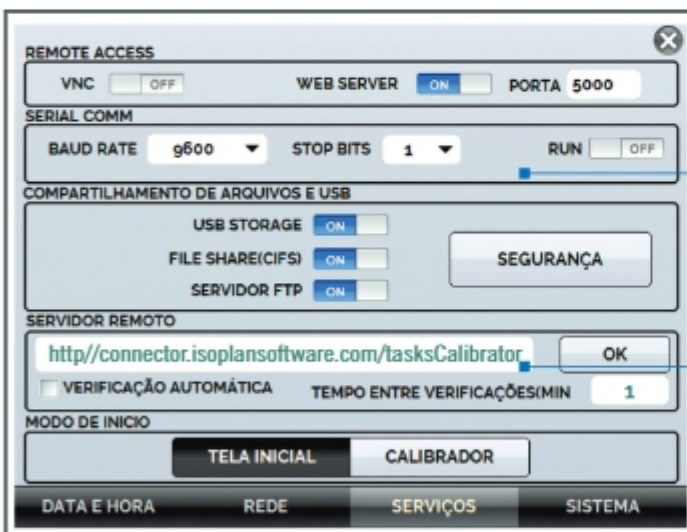 REMOTE ACCESS
VNC OFF WEB SERVER ON PORTA 5000
SERIAL COMM
BAUD RATE 9600 STOP BITS 1 RUN OFF
COMPARTILHAMENTO DE ARQUIVOS E USB
USB STORAGE ON
FILE SHARE(CIFS) ON
SEGURANÇA
SERVIDOR FTP ON
SERVIDOR REMOTO
http//connector.isoplansoftware.com/tasksCalibrator OK
VERIFICAÇÃO AUTOMÁTICA TEMPO ENTRE VERIFICAÇÕES(MIN 1
MODO DE INICIO
TELA INICIAL CALIBRADOR
DATA E HORA REDE SERVIÇOS SISTEMA